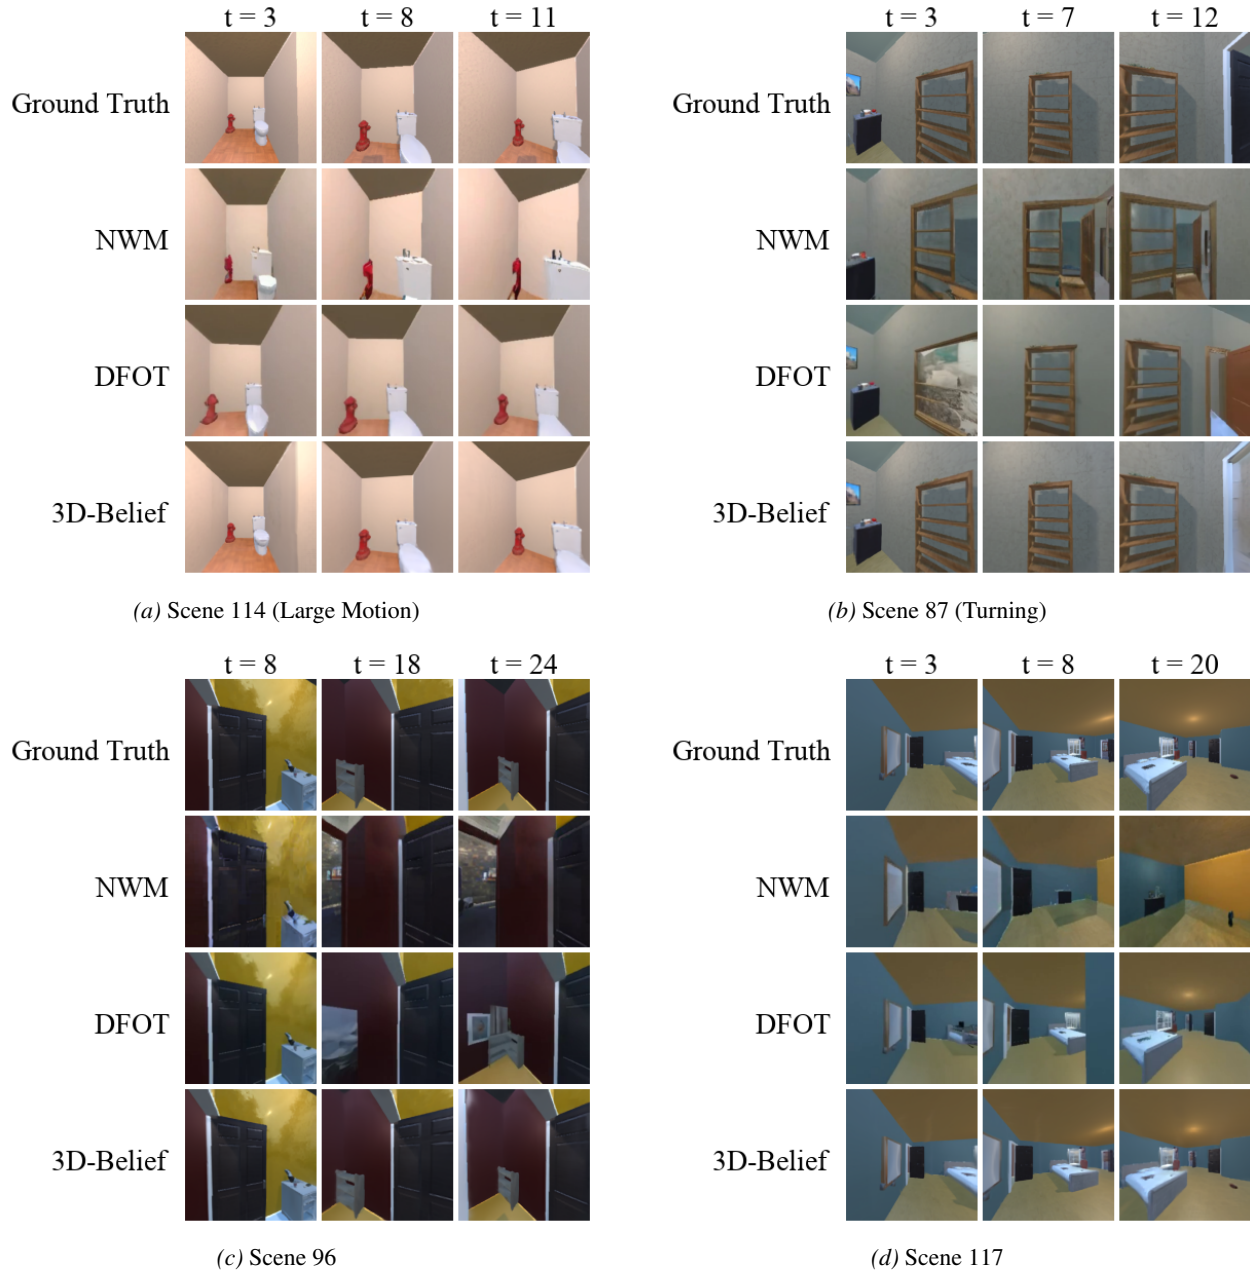 t = 3 t = 8 t = 11
Ground Truth
NWM
DFOT
3D-Belief
(a) Scene 114 (Large Motion)
t = 3 t = 7 t = 12
Ground Truth
NWM
DFOT
3D-Belief
(b) Scene 87 (Turning)
t = 8 t = 18 t = 24
Ground Truth
NWM
DFOT
3D-Belief
(c) Scene 96
t = 3 t = 8 t = 20
Ground Truth
NWM
DFOT
3D-Belief
(d) Scene 117